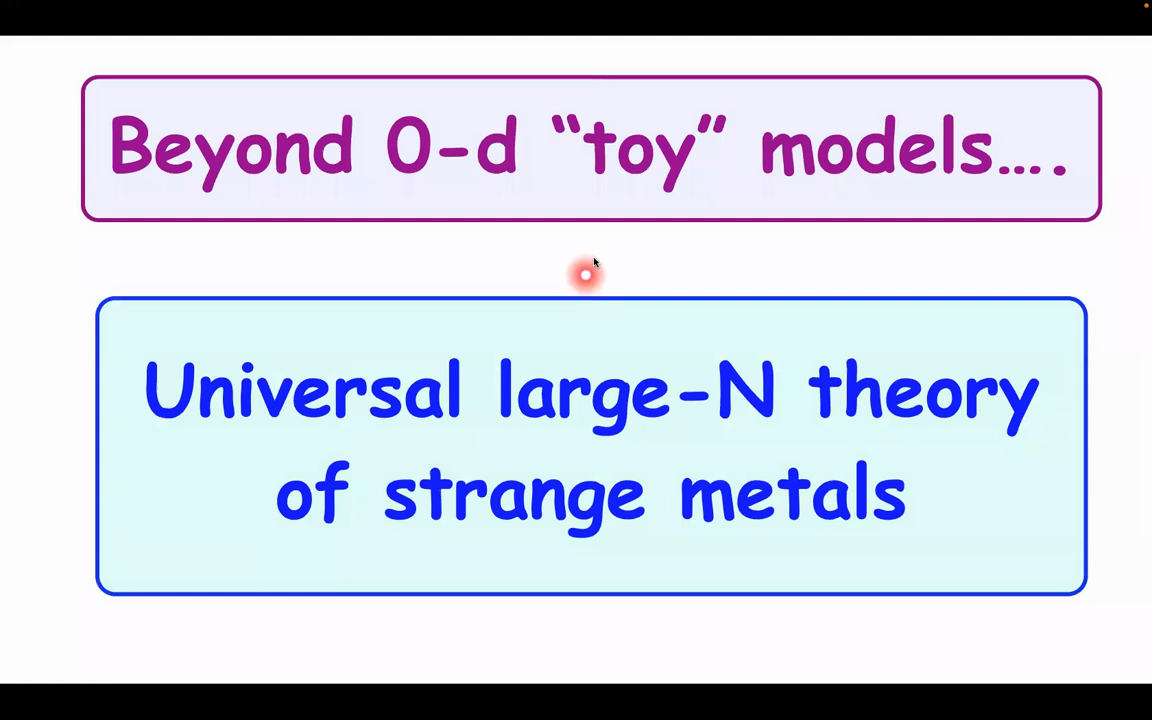 Beyond 0-d “toy” models….
Universal large-N theory
of strange metals